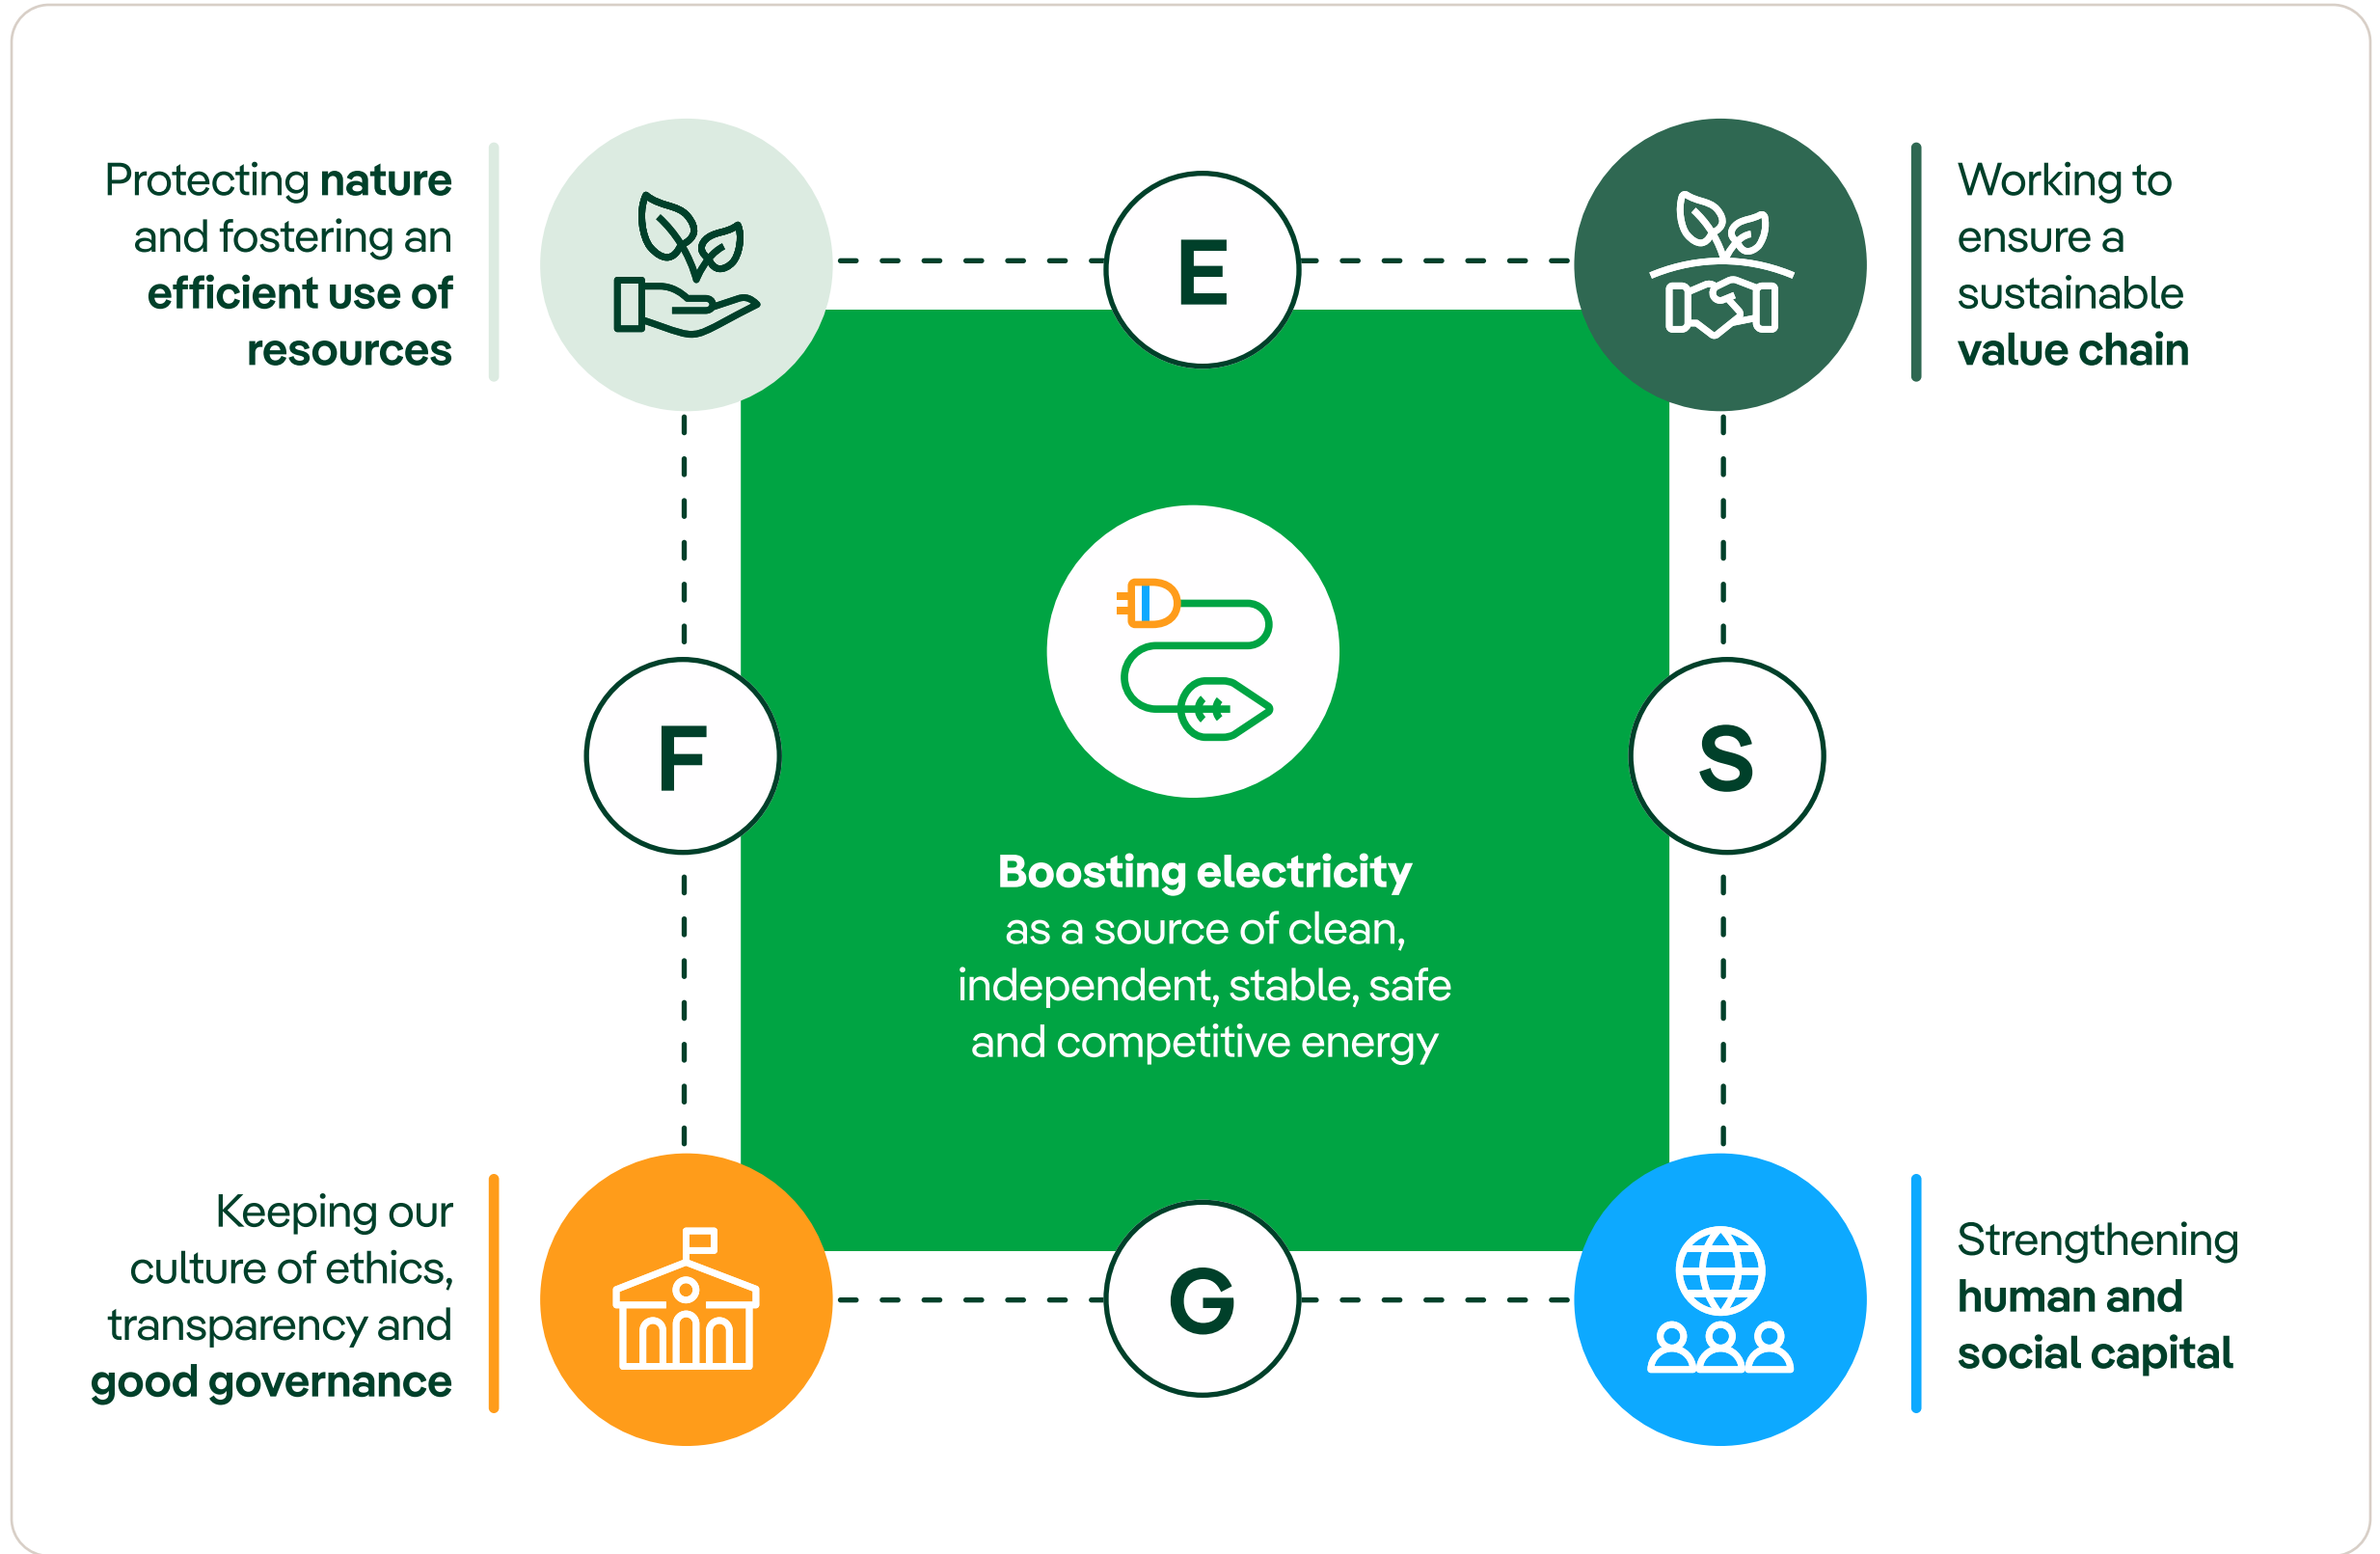 Protecting nature
and fostering an
efficient use of
ressources
E
Working to
ensure a
sustainable
value chain
F
S
Boosting electricity
as a source of clean,
independent, stable, safe
and competitive energy
Keeping our
culture of ethics,
transparency and
good governance
G
Strengthening
human and
social capital